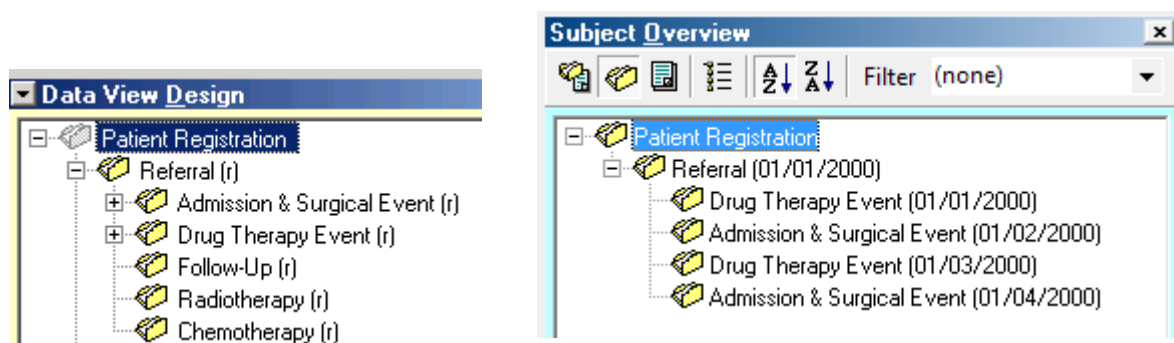 Data View Design
Patient Registration
Referral (r)
Admission & Surgical Event (r)
Drug Therapy Event (r)
Follow-Up (r)
Radiotherapy (r)
Chemotherapy (r)
Subject Overview
A Z Z A Filter (none)
Patient Registration
Referral (01/01/2000)
Drug Therapy Event (01/01/2000)
Admission & Surgical Event (01/02/2000)
Drug Therapy Event (01/03/2000)
Admission & Surgical Event (01/04/2000)